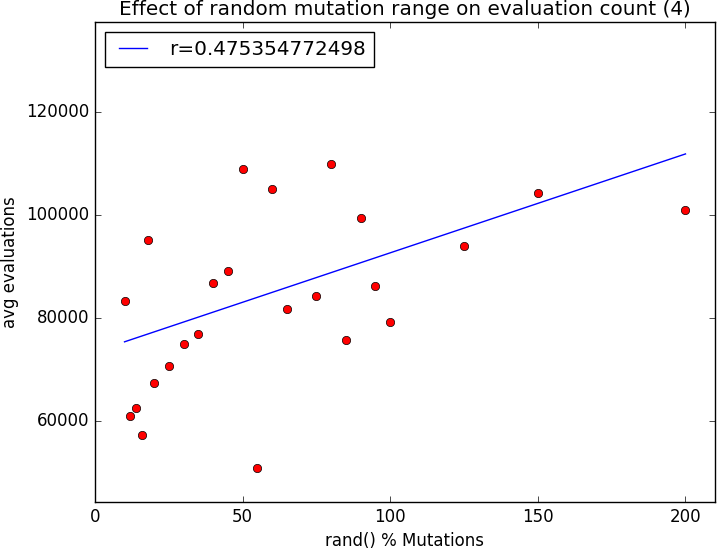 Effect of random mutation range on evaluation count (4)
r=0.475354772498
avg evaluations
120000
100000
80000
60000
0 50 100 150 200
rand() % Mutations